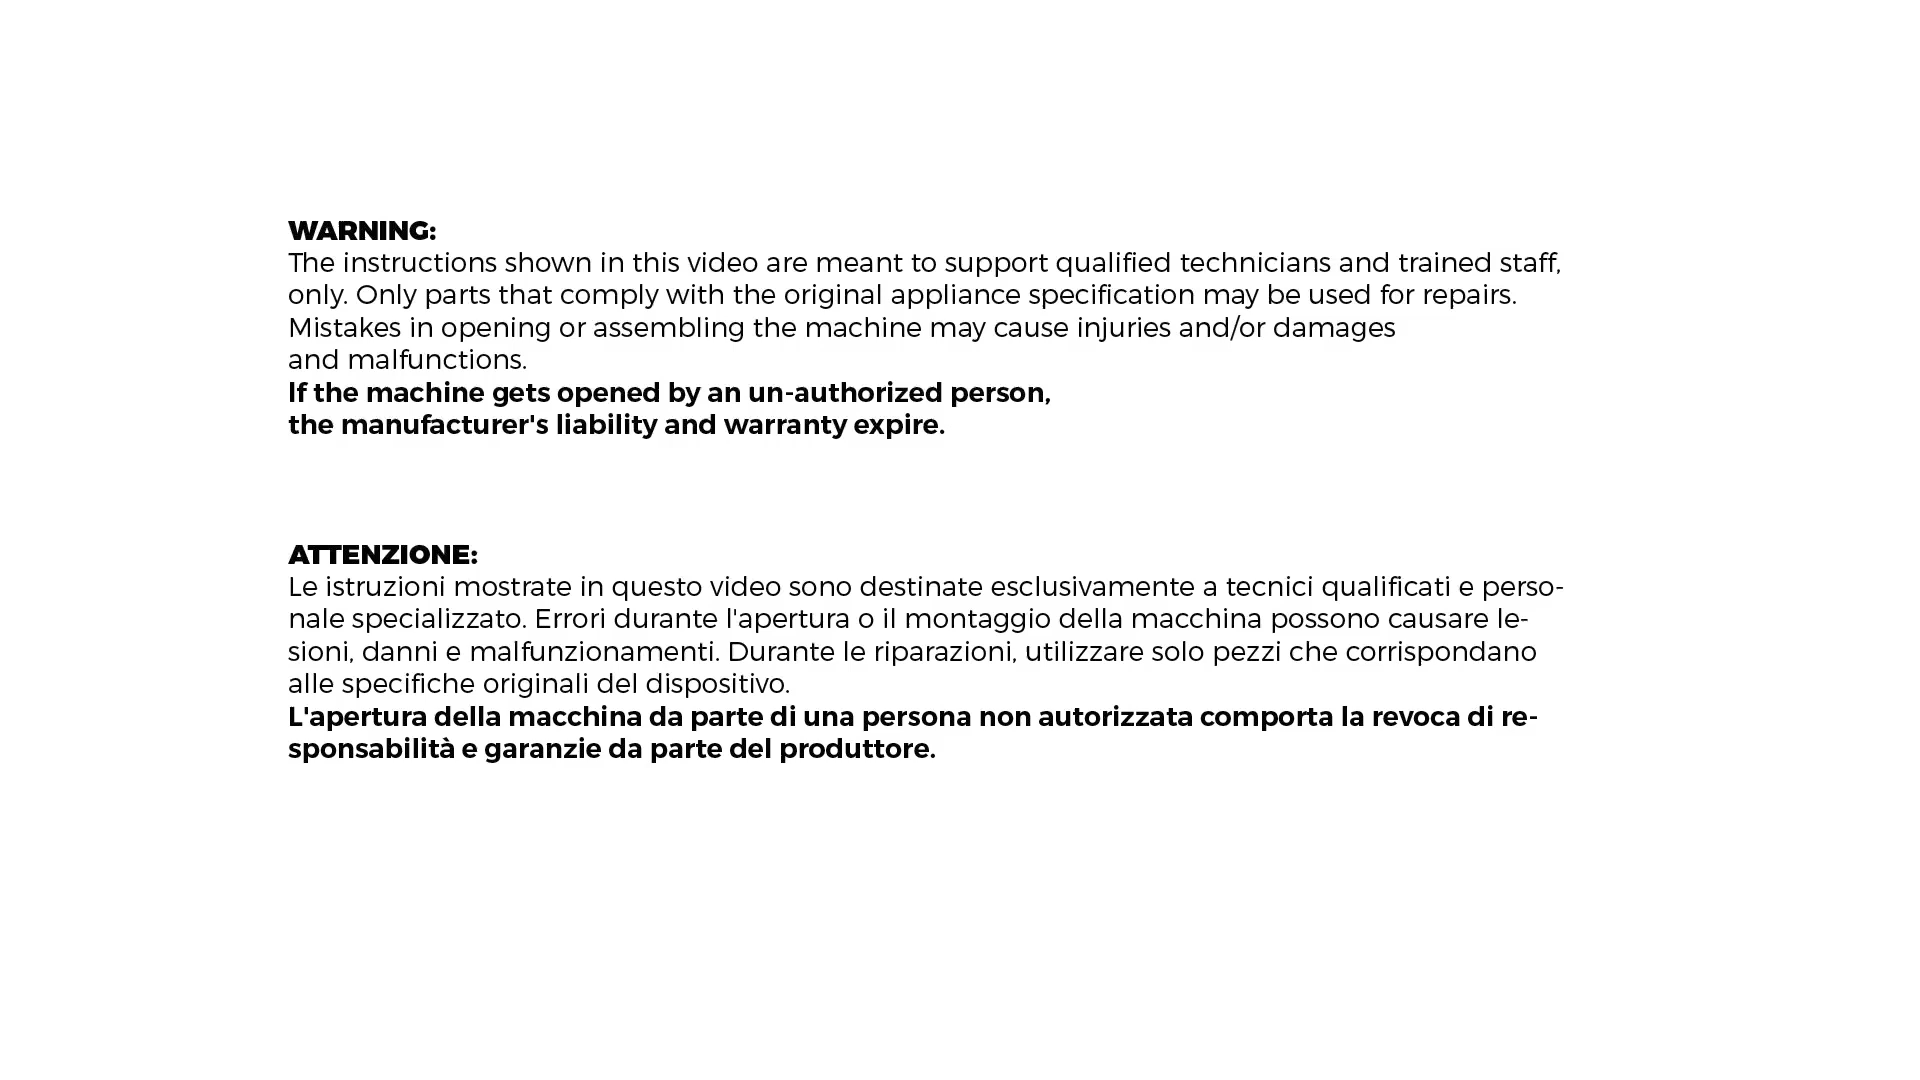 WARNING:
The instructions shown in this video are meant to support qualified technicians and trained staff,
only. Only parts that comply with the original appliance specification may be used for repairs.
Mistakes in opening or assembling the machine may cause injuries and/or damages
and malfunctions.
If the machine gets opened by an un-authorized person,
the manufacturer's liability and warranty expire.
ATTENZIONE:
Le istruzioni mostrate in questo video sono destinate esclusivamente a tecnici qualificati e perso-
nale specializzato. Errori durante l'apertura o il montaggio della macchina possono causare le-
sioni, danni e malfunzionamenti. Durante le riparazioni, utilizzare solo pezzi che corrispondano
alle specifiche originali del dispositivo.
L'apertura della macchina da parte di una persona non autorizzata comporta la revoca di re-
sponsabilità e garanzie da parte del produttore.